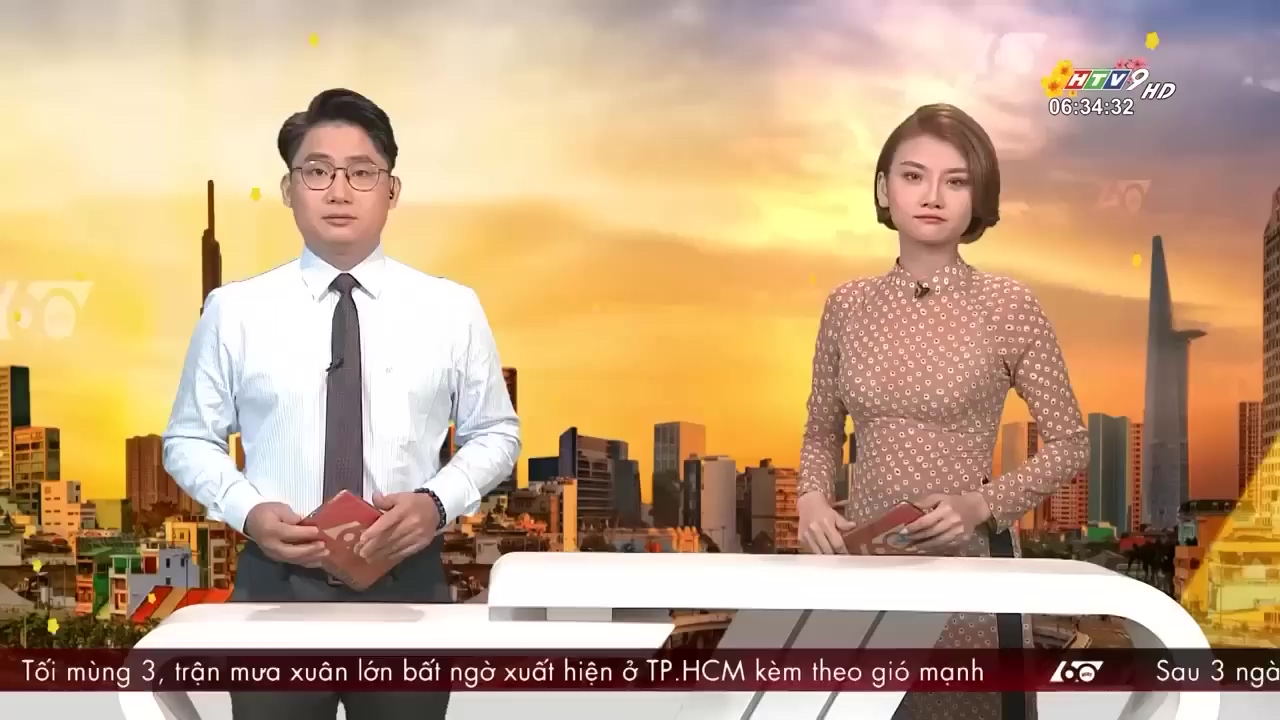 HTV9 HD
06:34:32
Tối mùng 3, trận mưa xuân lớn bất ngờ xuất hiện ở TP.HCM kèm theo gió mạnh 60 Sau 3